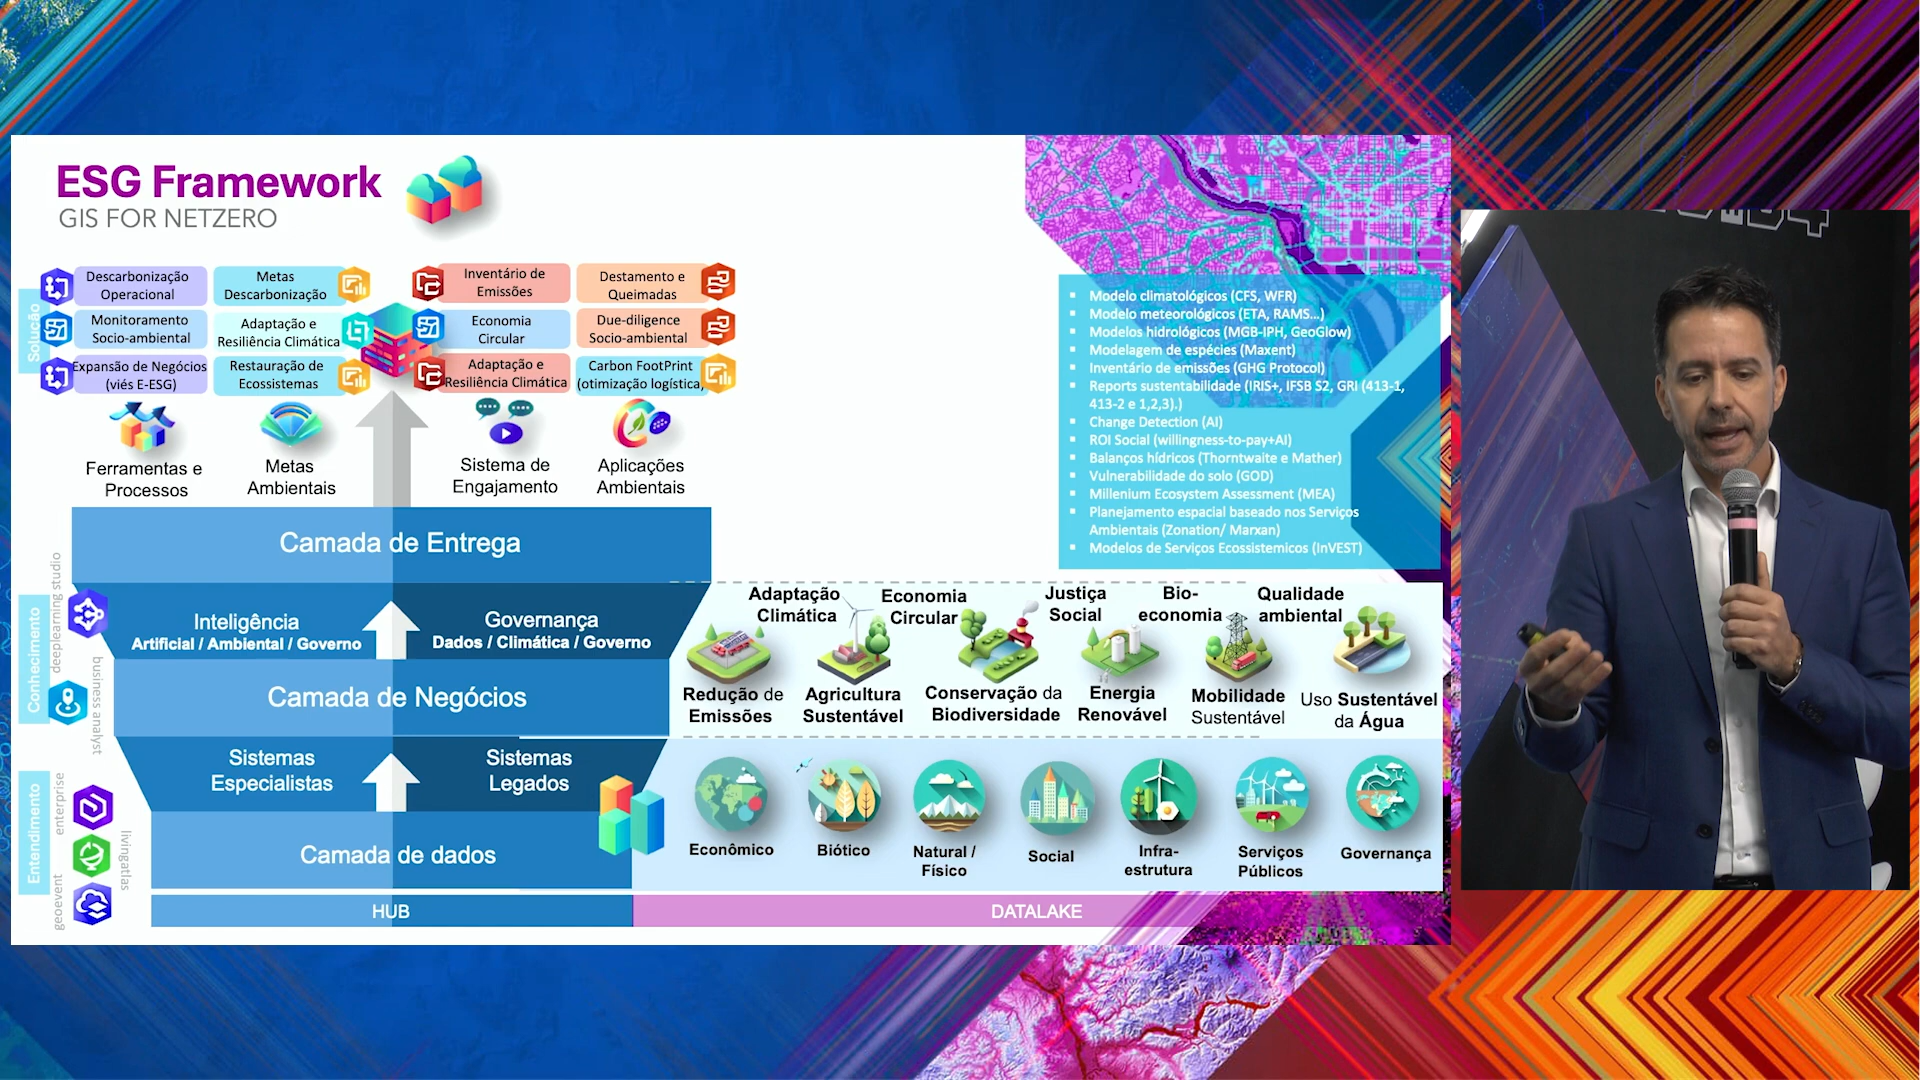 ESG Framework
GIS FOR NETZERO
Solução
Descarbonização
Operacional
Metas
Descarbonização
Inventário de
Emissões
Destamento e
Queimadas
Monitoramento
Socio-ambiental
Adaptação e
Resiliência Climática
Economia
Circular
Due-diligence
Socio-ambiental
Expansão de Negócios
(viés E-ESG)
Restauração de
Ecossistemas
Adaptação e
Resiliência Climática
Carbon FootPrint
(otimização logística)
Ferramentas e
Processos
Metas
Ambientais
Sistema de
Engajamento
Aplicações
Ambientais
▪ Modelo climatológicos (CFS, WFR)
▪ Modelo meteorológicos (ETA, RAMS...)
▪ Modelos hidrológicos (MGB-IPH, GeoGlow)
▪ Modelagem de espécies (Maxent)
▪ Inventário de emissões (GHG Protocol)
▪ Reports sustentabilidade (IRIS+, IFSB S2, GRI (413-1,
413-2 e 1,2,3).)
▪ Change Detection (AI)
▪ ROI Social (willingness-to-pay+AI)
▪ Balanços hídricos (Thorntwaite e Mather)
▪ Vulnerabilidade do solo (GOD)
▪ Millenium Ecosystem Assessment (MEA)
▪ Planejamento espacial baseado nos Serviços
Ambientais (Zonation/ Marxan)
▪ Modelos de Serviços Ecossistemicos (InVEST)
Camada de Entrega
Conhecimento
deeplearning studio
business analyst
Inteligência
Artificial / Ambiental / Governo
Governança
Dados / Climática / Governo
Camada de Negócios
Adaptação
Climática
Economia
Circular
Justiça
Social
Bio-
economia
Qualidade
ambiental
Redução de
Emissões
Agricultura
Sustentável
Conservação da
Biodiversidade
Energia
Renovável
Mobilidade
Sustentável
Uso Sustentável
da Água
Entendimento
enterprise
geoevent
livingatlas
Sistemas
Especialistas
Sistemas
Legados
Camada de dados
Econômico
Biótico
Natural /
Físico
Social
Infra-
estrutura
Serviços
Públicos
Governança
HUB
DATALAKE